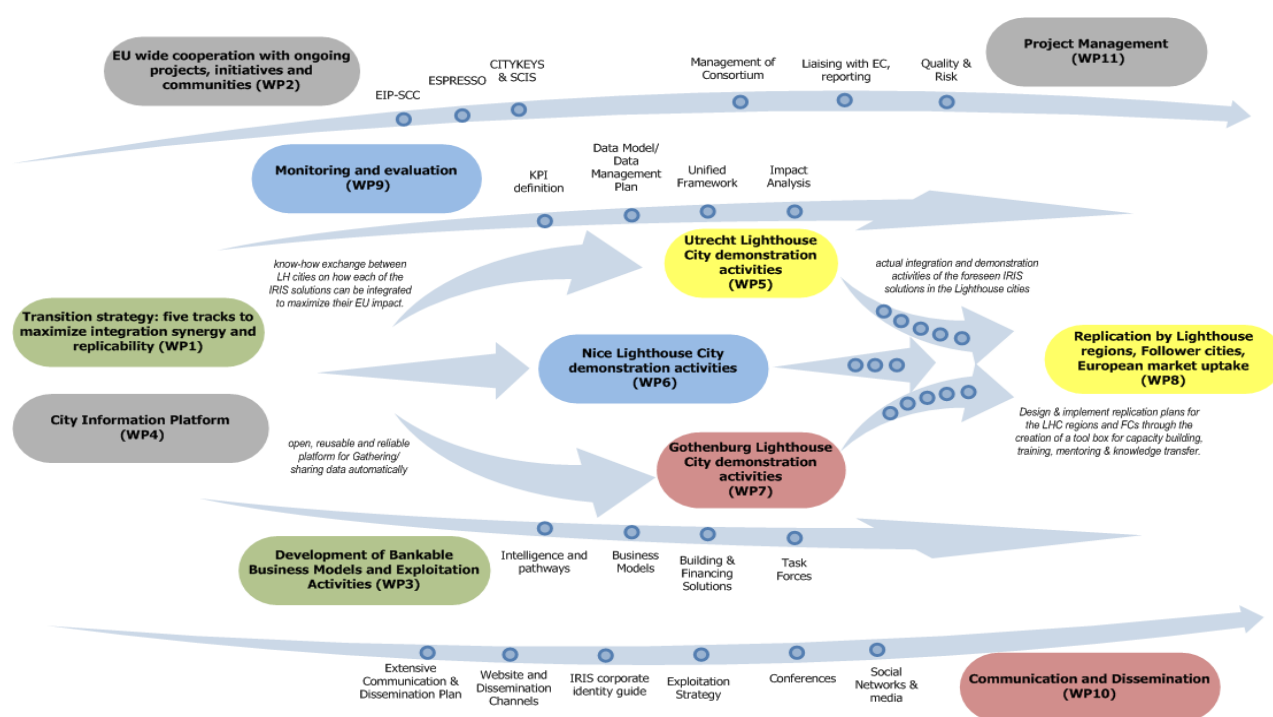 EU wide cooperation with ongoing
projects, initiatives and
communities (WP2)
EIP-SCC
ESPRESSO
CITYKEYS
& SCIS
Management of
Consortium
Liaising with EC,
reporting
Quality &
Risk
Project Management
(WP11)
Monitoring and evaluation
(WP9)
KPI
definition
Data Model/
Data
Management
Plan
Unified
Framework
Impact
Analysis
know-how exchange between
LH cities on how each of the
IRIS solutions can be integrated
to maximize their EU impact.
Utrecht Lighthouse
City demonstration
activities
(WP5)
actual integration and demonstration
activities of the foreseen IRIS
solutions in the Lighthouse cities
Transition strategy: five tracks to
maximize integration synergy and
replicability (WP1)
Nice Lighthouse City
demonstration activities
(WP6)
Replication by Lighthouse
regions, Follower cities,
European market uptake
(WP8)
City Information Platform
(WP4)
open, reusable and reliable
platform for Gathering/
sharing data automatically
Gothenburg Lighthouse
City demonstration
activities
(WP7)
Design & implement replication plans for
the LHC regions and FCs through the
creation of a tool box for capacity building,
training, mentoring & knowledge transfer.
Development of Bankable
Business Models and Exploitation
Activities (WP3)
Intelligence and
pathways
Business
Models
Building &
Financing
Solutions
Task
Forces
Extensive
Communication &
Dissemination Plan
Website and
Dissemination
Channels
IRIS corporate
identity guide
Exploitation
Strategy
Conferences
Social
Networks &
media
Communication and Dissemination
(WP10)